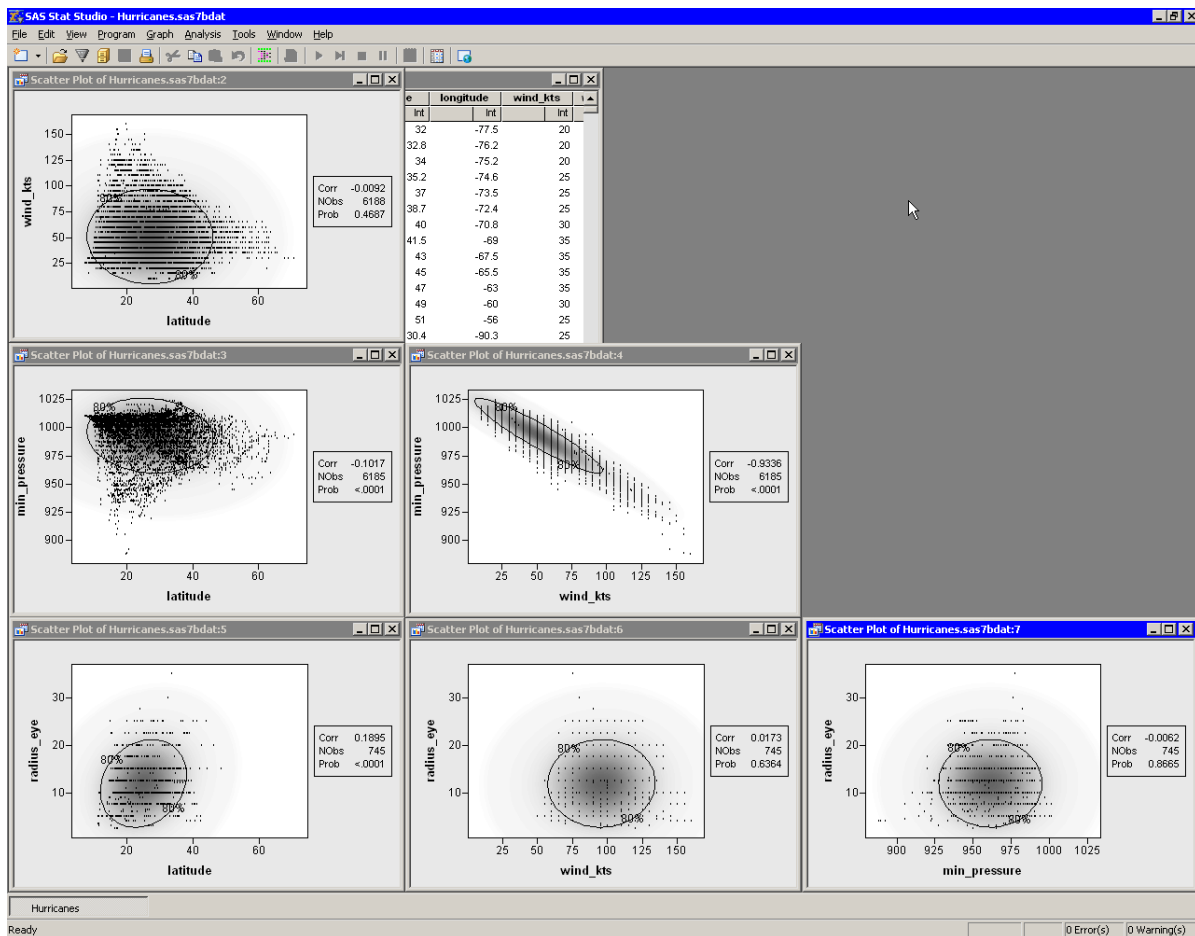 SAS Stat Studio - Hurricanes.sas7bdat
File Edit View Program Graph Analysis Tools Window Help
Scatter Plot of Hurricanes.sas7bdat:2
wind_kts
150
125
100
75
50
25
80%
80%
20 40 60
latitude
Corr -0.0092
NObs 6188
Prob 0.4687
e longitude wind_kts
Int Int Int
32 -77.5 20
32.8 -76.2 20
34 -75.2 20
35.2 -74.6 25
37 -73.5 25
38.7 -72.4 25
40 -70.8 30
41.5 -69 35
43 -67.5 35
45 -65.5 35
47 -63 35
49 -60 30
51 -56 25
30.4 -90.3 25
Scatter Plot of Hurricanes.sas7bdat:3
min_pressure
1025
1000
975
950
925
900
80%
20 40 60
latitude
Corr -0.1017
NObs 6185
Prob <.0001
Scatter Plot of Hurricanes.sas7bdat:4
min_pressure
1025
1000
975
950
925
900
80%
80%
25 50 75 100 125 150
wind_kts
Corr -0.9336
NObs 6185
Prob <.0001
Scatter Plot of Hurricanes.sas7bdat:5
radius_eye
30
20
10
80%
80%
20 40 60
latitude
Corr 0.1895
NObs 745
Prob <.0001
Scatter Plot of Hurricanes.sas7bdat:6
radius_eye
30
20
10
80%
80%
25 50 75 100 125 150
wind_kts
Corr 0.0173
NObs 745
Prob 0.6364
Scatter Plot of Hurricanes.sas7bdat:7
radius_eye
30
20
10
80%
80%
900 925 950 975 1000 1025
min_pressure
Corr -0.0062
NObs 745
Prob 0.8665
Hurricanes
Ready
0 Error(s) 0 Warning(s)